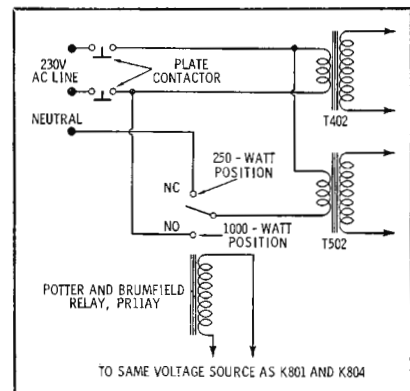 230V
AC LINE
PLATE
CONTACTOR
NEUTRAL
T402
250 - WATT
POSITION
NC
NO
1000 - WATT
POSITION
T502
POTTER AND BRUMFIELD
RELAY, PR11AY
TO SAME VOLTAGE SOURCE AS K801 AND K804